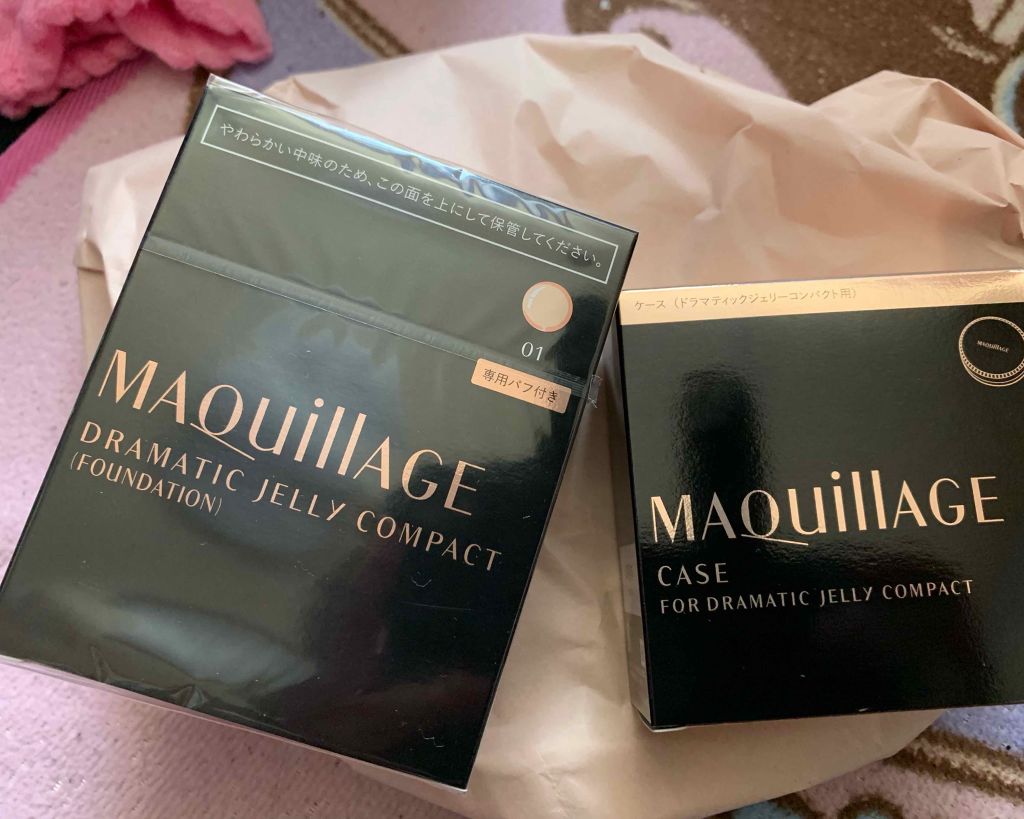 やわらかい中味のため、この面を上にして保管してください。
01
専用パフ付き
MAQuillAGE
DRAMATIC JELLY COMPACT
(FOUNDATION)
ケース（ドラマティックジェリーコンパクト用）
MAQuillAGE
MAQuillAGE
CASE
FOR DRAMATIC JELLY COMPACT